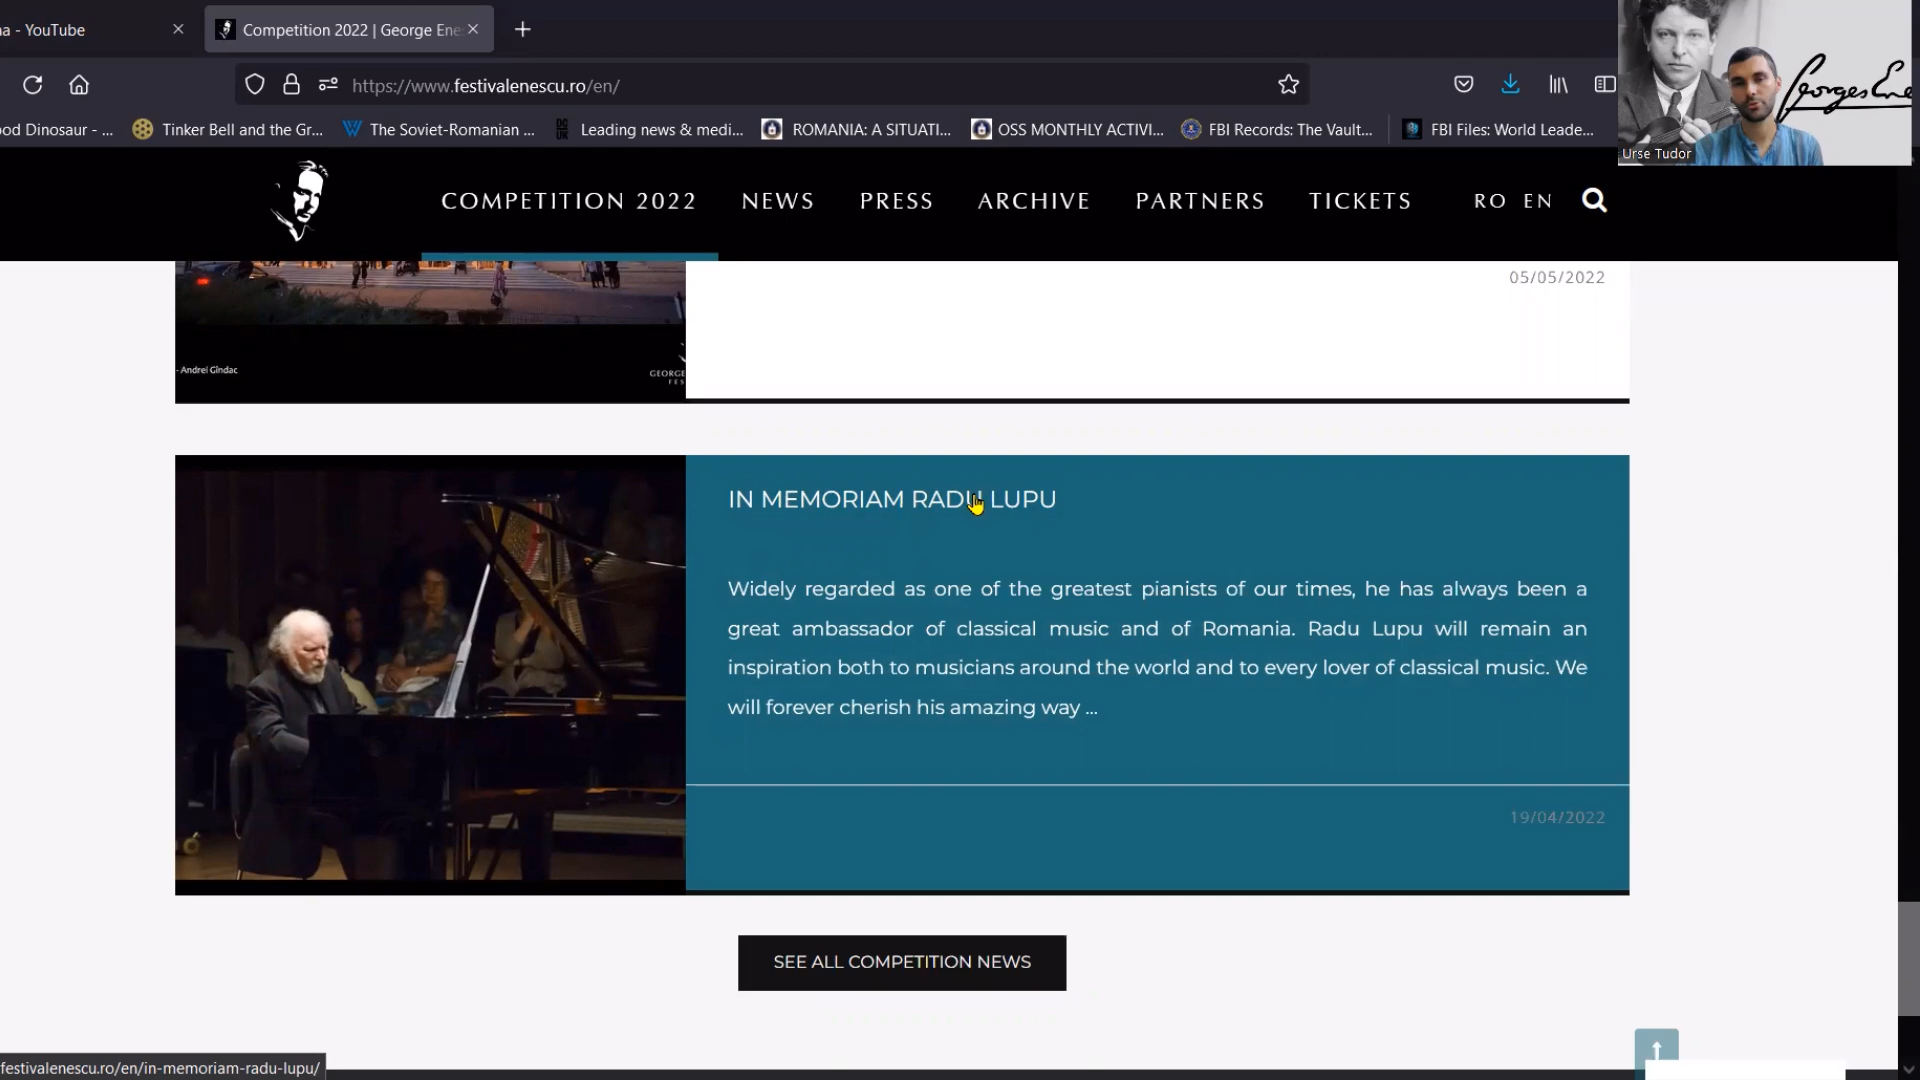 a - YouTube
Competition 2022 | George Ene
https://www.festivalenescu.ro/en/
ood Dinosaur - ...
Tinker Bell and the Gr...
The Soviet-Romanian ...
Leading news & medi...
ROMANIA: A SITUATI...
OSS MONTHLY ACTIVI...
FBI Records: The Vault...
FBI Files: World Leade...
Georges Ene
Urse Tudor
COMPETITION 2022
NEWS
PRESS
ARCHIVE
PARTNERS
TICKETS
RO EN
05/05/2022
- Andrei Gîndac
GEORGE
FES
IN MEMORIAM RADU LUPU
Widely regarded as one of the greatest pianists of our times, he has always been a
great ambassador of classical music and of Romania. Radu Lupu will remain an
inspiration both to musicians around the world and to every lover of classical music. We
will forever cherish his amazing way ...
19/04/2022
SEE ALL COMPETITION NEWS
festivalenescu.ro/en/in-memoriam-radu-lupu/